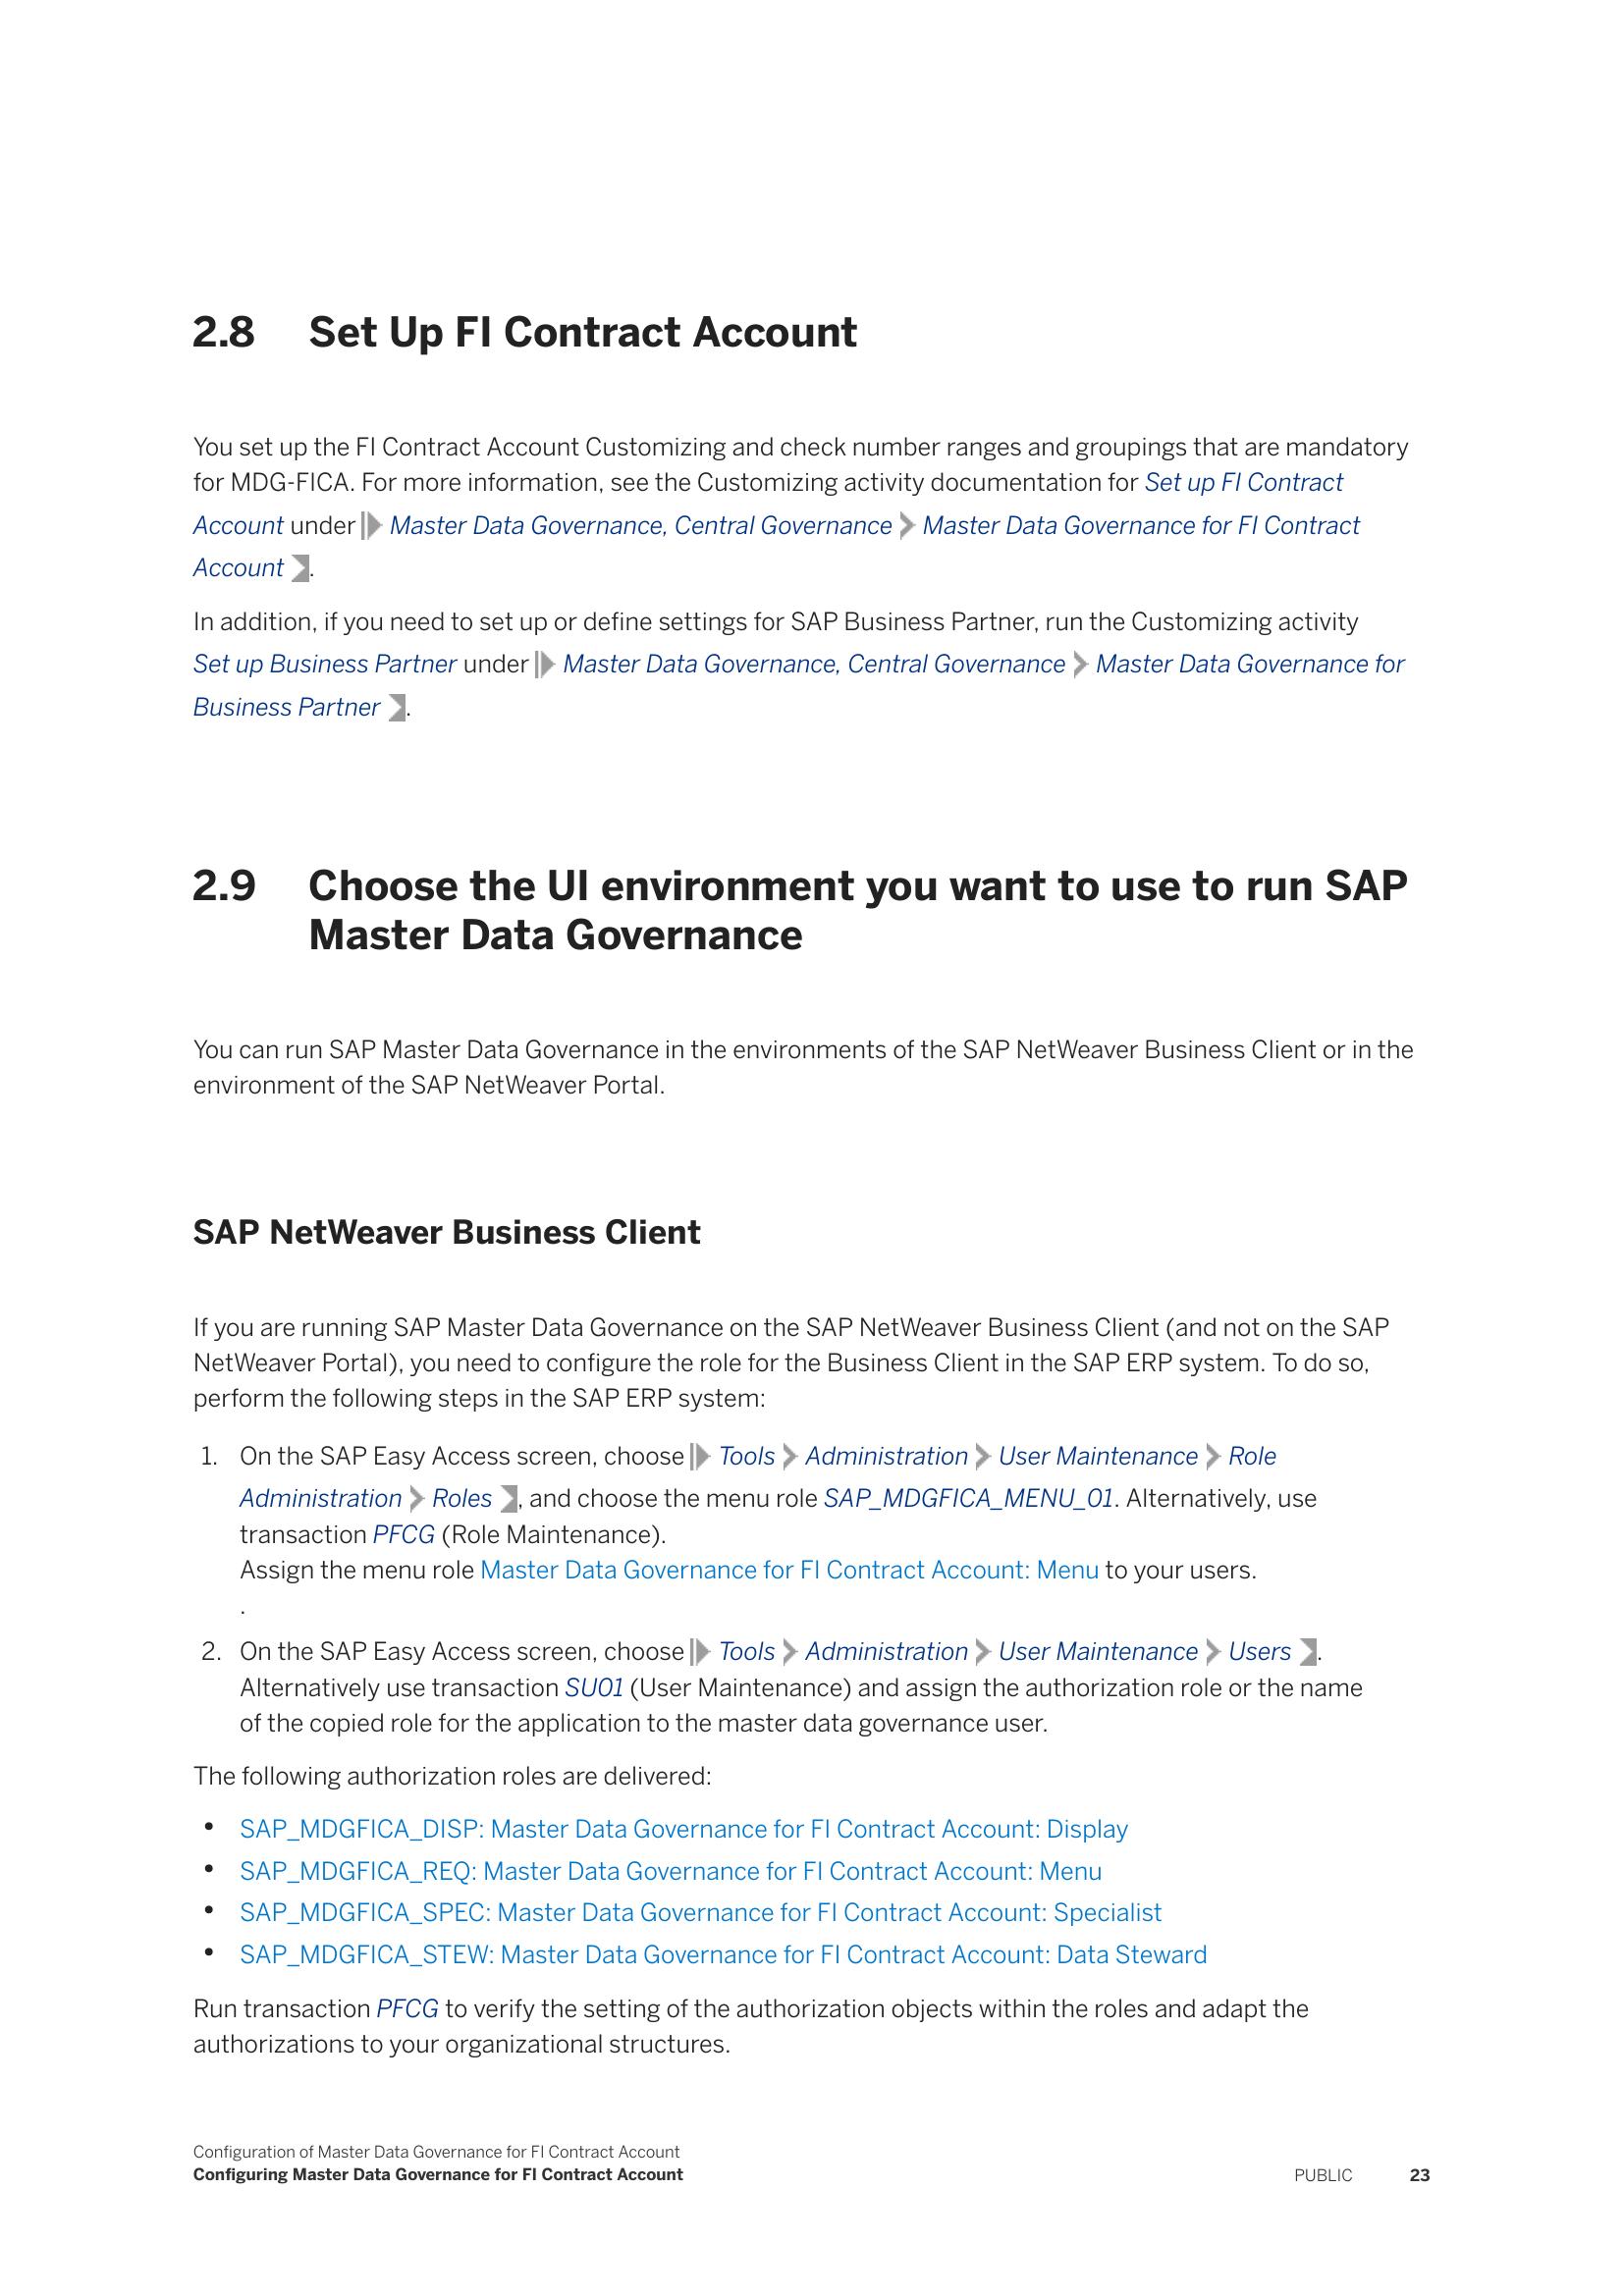 2.8 Set Up FI Contract Account
You set up the FI Contract Account Customizing and check number ranges and groupings that are mandatory
for MDG-FICA. For more information, see the Customizing activity documentation for Set up FI Contract
Account under Master Data Governance, Central Governance Master Data Governance for FI Contract
Account .
In addition, if you need to set up or define settings for SAP Business Partner, run the Customizing activity
Set up Business Partner under Master Data Governance, Central Governance Master Data Governance for
Business Partner .
2.9 Choose the UI environment you want to use to run SAP
Master Data Governance
You can run SAP Master Data Governance in the environments of the SAP NetWeaver Business Client or in the
environment of the SAP NetWeaver Portal.
SAP NetWeaver Business Client
If you are running SAP Master Data Governance on the SAP NetWeaver Business Client (and not on the SAP
NetWeaver Portal), you need to configure the role for the Business Client in the SAP ERP system. To do so,
perform the following steps in the SAP ERP system:
1. On the SAP Easy Access screen, choose Tools Administration User Maintenance Role
Administration Roles , and choose the menu role SAP_MDGFICA_MENU_01. Alternatively, use
transaction PFCG (Role Maintenance).
Assign the menu role Master Data Governance for FI Contract Account: Menu to your users.
.
2. On the SAP Easy Access screen, choose Tools Administration User Maintenance Users .
Alternatively use transaction SU01 (User Maintenance) and assign the authorization role or the name
of the copied role for the application to the master data governance user.
The following authorization roles are delivered:
• SAP_MDGFICA_DISP: Master Data Governance for FI Contract Account: Display
• SAP_MDGFICA_REQ: Master Data Governance for FI Contract Account: Menu
• SAP_MDGFICA_SPEC: Master Data Governance for FI Contract Account: Specialist
• SAP_MDGFICA_STEW: Master Data Governance for FI Contract Account: Data Steward
Run transaction PFCG to verify the setting of the authorization objects within the roles and adapt the
authorizations to your organizational structures.
Configuration of Master Data Governance for FI Contract Account
Configuring Master Data Governance for FI Contract Account PUBLIC 23